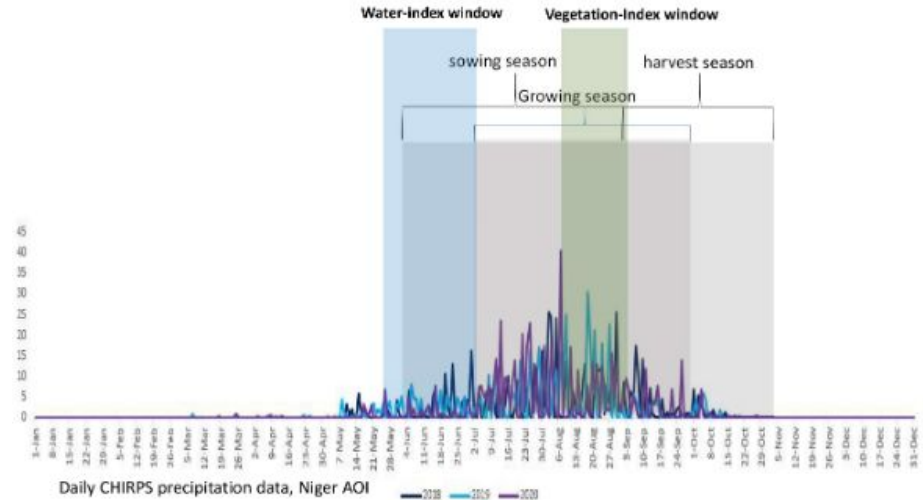 Water-index window
Vegetation-Index window
sowing season
harvest season
Growing season
45
40
35
30
25
20
15
10
5
0
1-Jan
8-Jan
15-Jan
22-Jan
29-Jan
5-Feb
12-Feb
19-Feb
26-Feb
5-Mar
12-Mar
19-Mar
26-Mar
2-Apr
9-Apr
16-Apr
23-Apr
30-Apr
7-May
14-May
21-May
28-May
4-Jun
11-Jun
18-Jun
25-Jun
2-Jul
9-Jul
16-Jul
23-Jul
30-Jul
6-Aug
13-Aug
20-Aug
27-Aug
3-Sep
10-Sep
17-Sep
24-Sep
1-Oct
8-Oct
15-Oct
22-Oct
29-Oct
5-Nov
12-Nov
19-Nov
26-Nov
3-Dec
10-Dec
17-Dec
24-Dec
31-Dec
Daily CHIRPS precipitation data, Niger AOI
2018 2019 2020